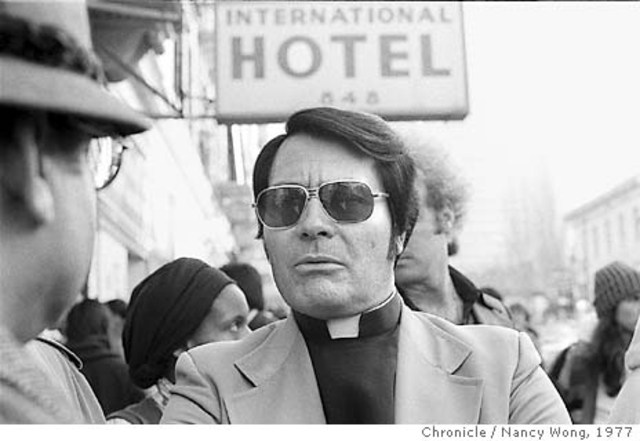 INTERNATIONAL
HOTEL
848
Chronicle / Nancy Wong, 1977